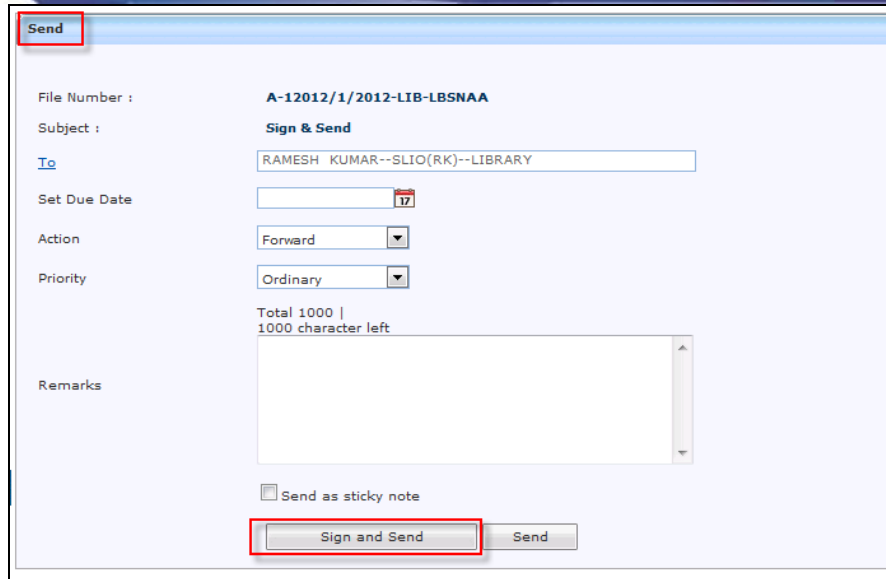 Send
File Number : A-12012/1/2012-LIB-LBSNAA
Subject : Sign & Send
To RAMESH KUMAR--SLIO(RK)--LIBRARY
Set Due Date 17
Action Forward
Priority Ordinary
Total 1000 |
1000 character left
Remarks
Send as sticky note
Sign and Send Send